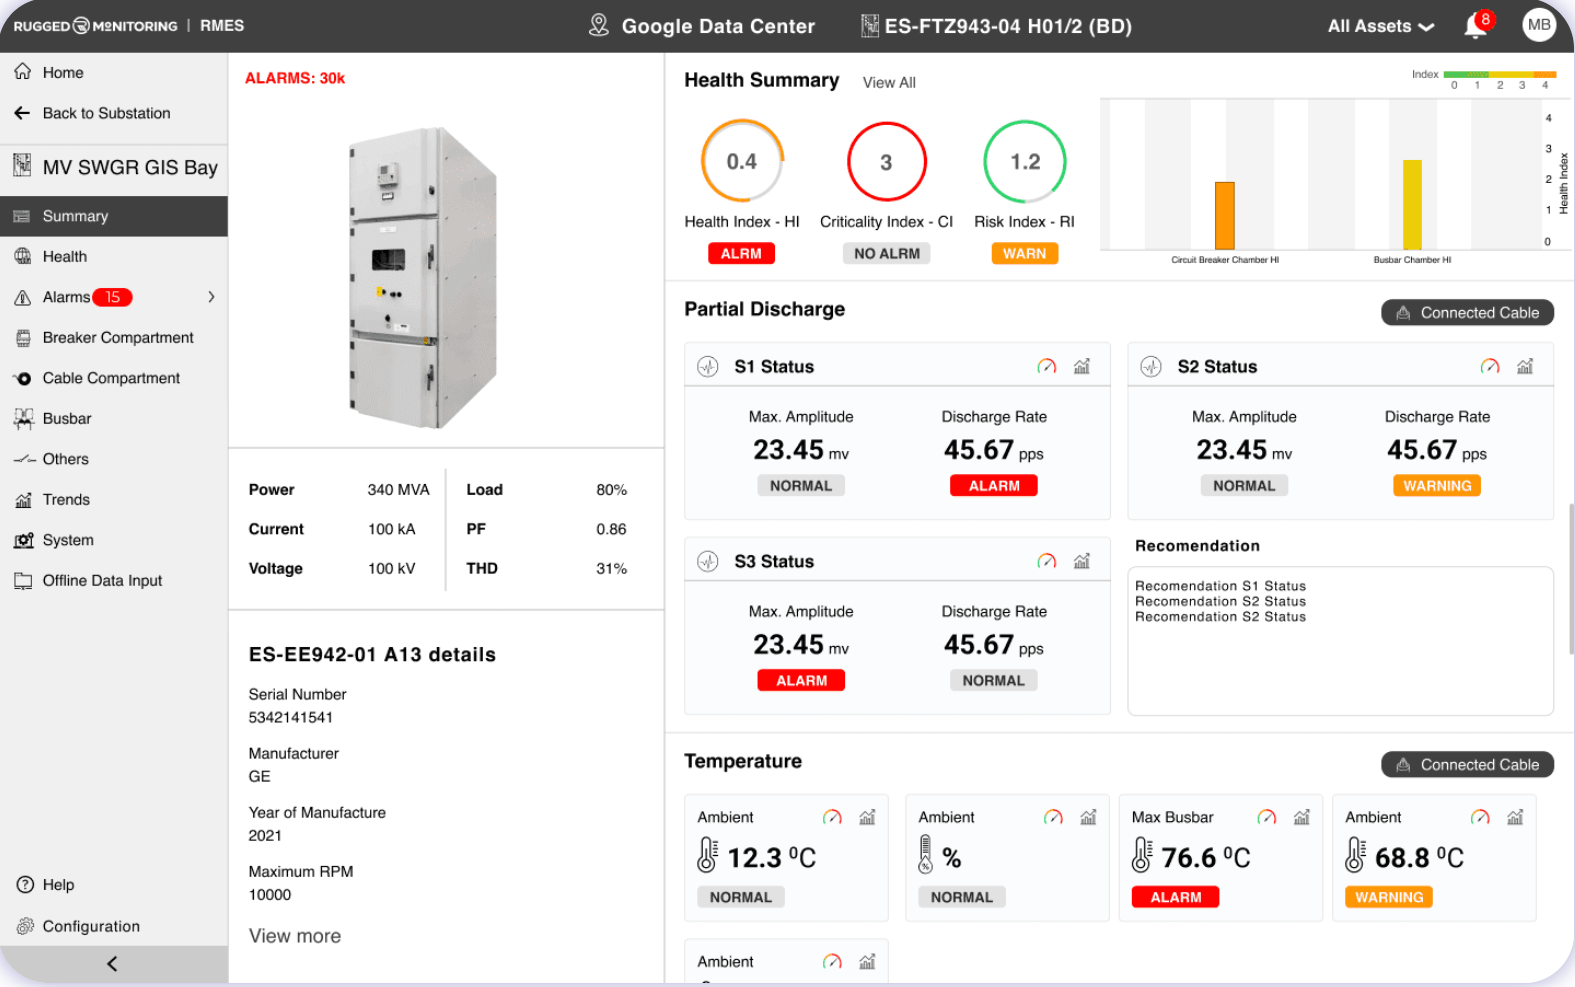 RUGGED MONITORING | RMES
Google Data Center
ES-FTZ943-04 H01/2 (BD)
All Assets
8
MB
Home
Back to Substation
MV SWGR GIS Bay
Summary
Health
Alarms 15
Breaker Compartment
Cable Compartment
Busbar
Others
Trends
System
Offline Data Input
Help
Configuration
ALARMS: 30k
Power 340 MVA Load 80%
Current 100 kA PF 0.86
Voltage 100 kV THD 31%
ES-EE942-01 A13 details
Serial Number
5342141541
Manufacturer
GE
Year of Manufacture
2021
Maximum RPM
10000
View more
Health Summary View All
0.4 3 1.2
Health Index - HI Criticality Index - CI Risk Index - RI
ALRM NO ALRM WARN
Index
0 1 2 3 4
4
3
2
1
0
Health Index
Circuit Breaker Chamber HI Busbar Chamber HI
Partial Discharge
Connected Cable
S1 Status
Max. Amplitude Discharge Rate
23.45 mv 45.67 pps
NORMAL ALARM
S2 Status
Max. Amplitude Discharge Rate
23.45 mv 45.67 pps
NORMAL WARNING
S3 Status
Max. Amplitude Discharge Rate
23.45 mv 45.67 pps
ALARM NORMAL
Recomendation
Recomendation S1 Status
Recomendation S2 Status
Recomendation S2 Status
Temperature
Connected Cable
Ambient
12.3 ⁰C
NORMAL
Ambient
%
%
NORMAL
Max Busbar
76.6 ⁰C
ALARM
Ambient
68.8 ⁰C
WARNING
Ambient